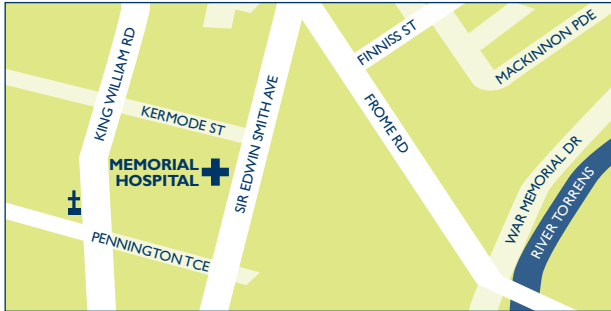 KING WILLIAM RD
FINNISS ST
MACKINNON PDE
KERMODE ST
FROME RD
MEMORIAL
HOSPITAL
SIR EDWIN SMITH AVE
WAR MEMORIAL DR
RIVER TORRENS
PENNINGTON TCE